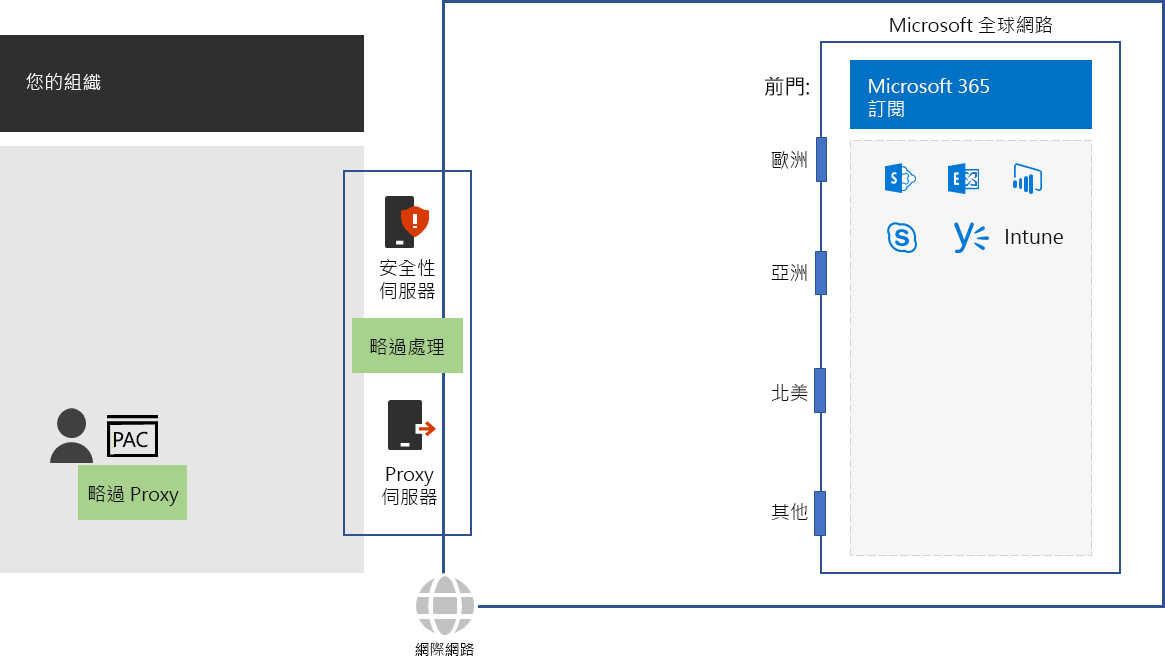 Microsoft 全球網路
您的組織
前門:
Microsoft 365
訂閱
歐洲
S
E
S
Intune
亞洲
安全性
伺服器
略過處理
北美
PAC
略過 Proxy
Proxy
伺服器
其他
網際網路